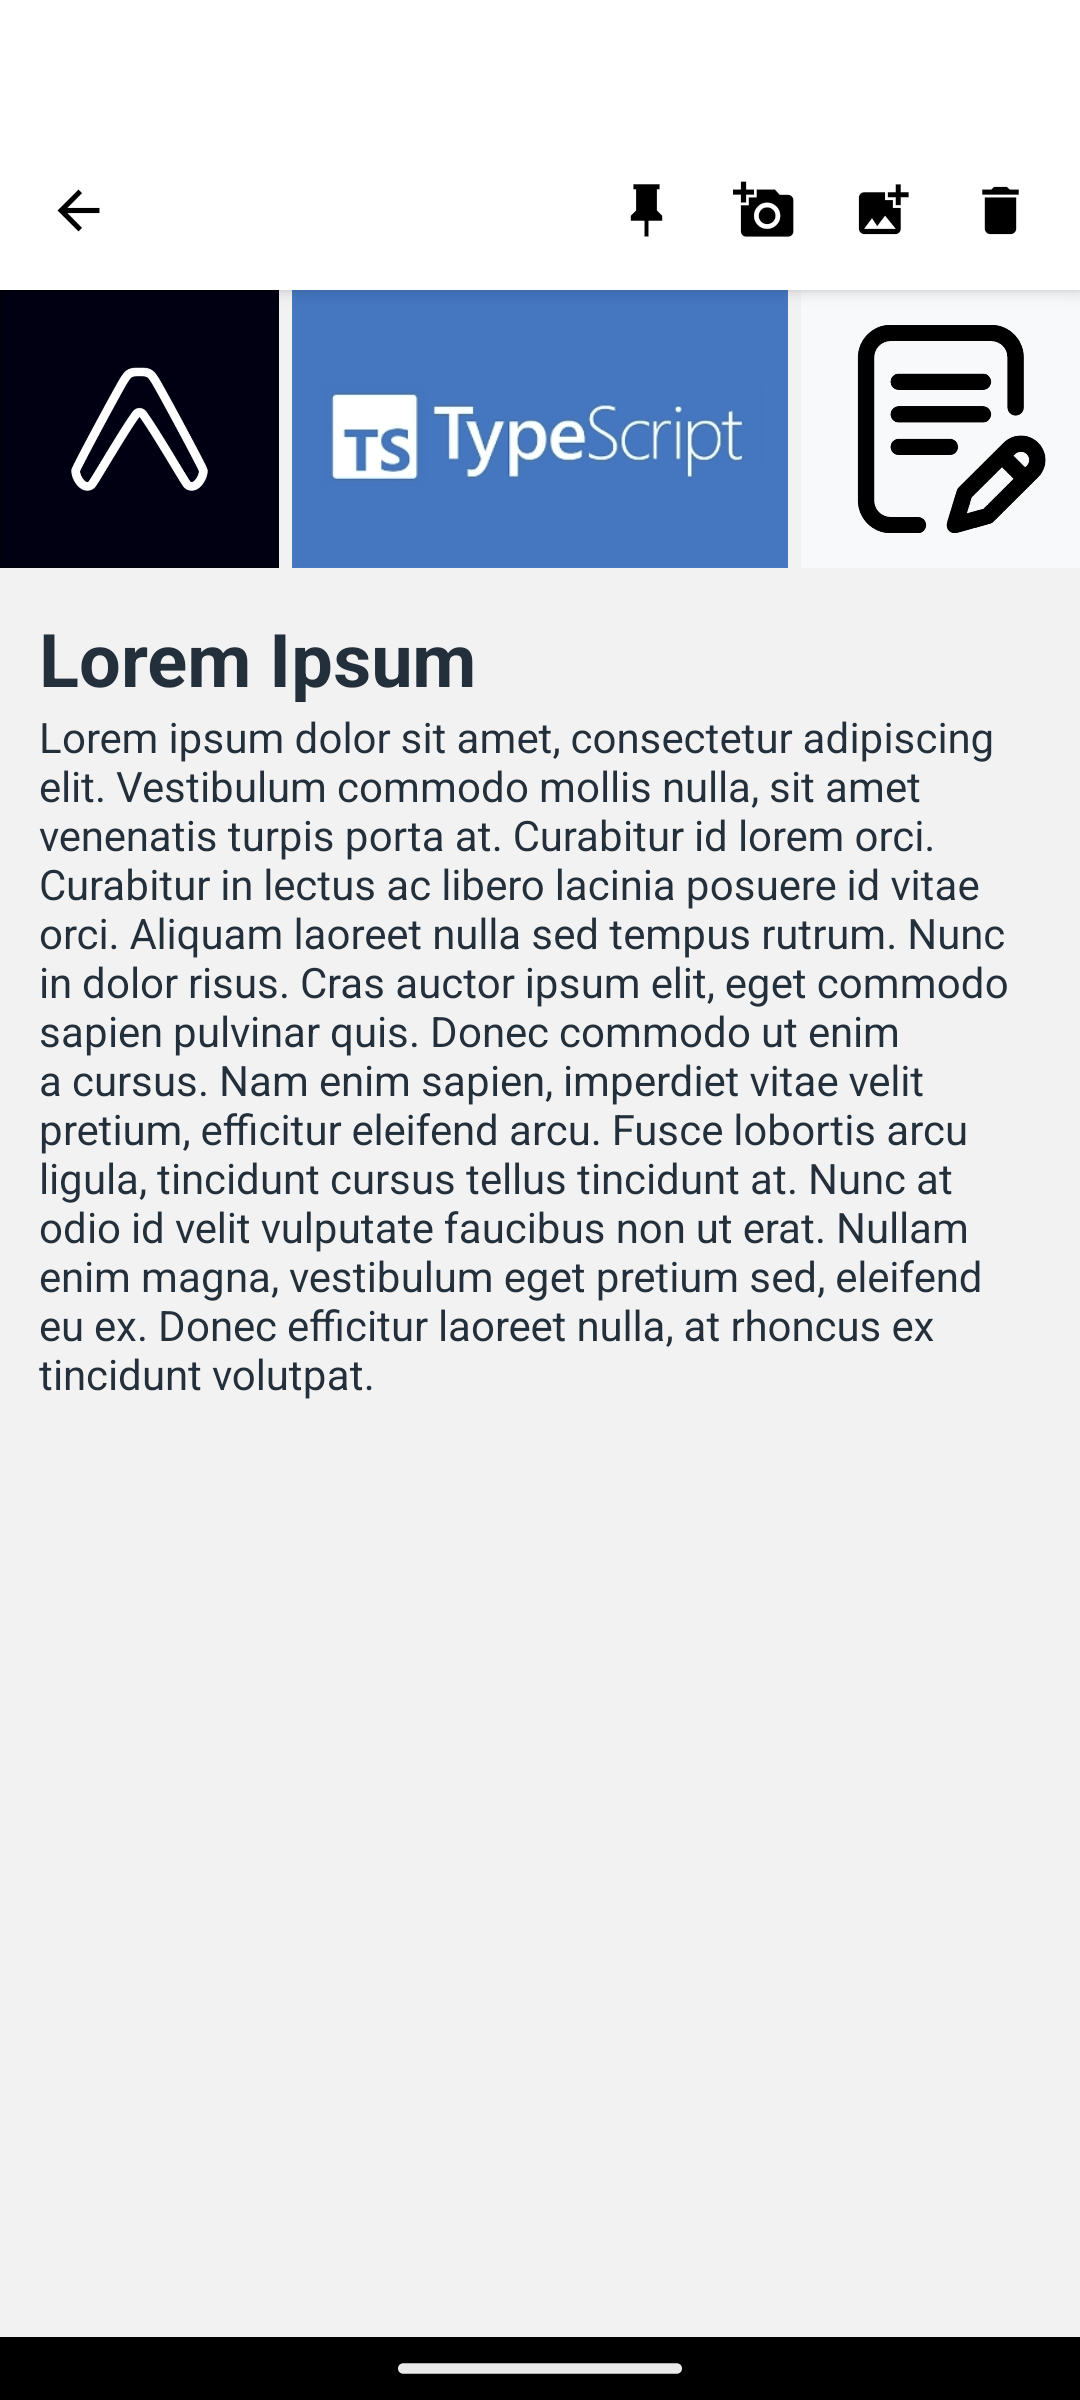 TS TypeScript
Lorem Ipsum
Lorem ipsum dolor sit amet, consectetur adipiscing
elit. Vestibulum commodo mollis nulla, sit amet
venenatis turpis porta at. Curabitur id lorem orci.
Curabitur in lectus ac libero lacinia posuere id vitae
orci. Aliquam laoreet nulla sed tempus rutrum. Nunc
in dolor risus. Cras auctor ipsum elit, eget commodo
sapien pulvinar quis. Donec commodo ut enim
a cursus. Nam enim sapien, imperdiet vitae velit
pretium, efficitur eleifend arcu. Fusce lobortis arcu
ligula, tincidunt cursus tellus tincidunt at. Nunc at
odio id velit vulputate faucibus non ut erat. Nullam
enim magna, vestibulum eget pretium sed, eleifend
eu ex. Donec efficitur laoreet nulla, at rhoncus ex
tincidunt volutpat.